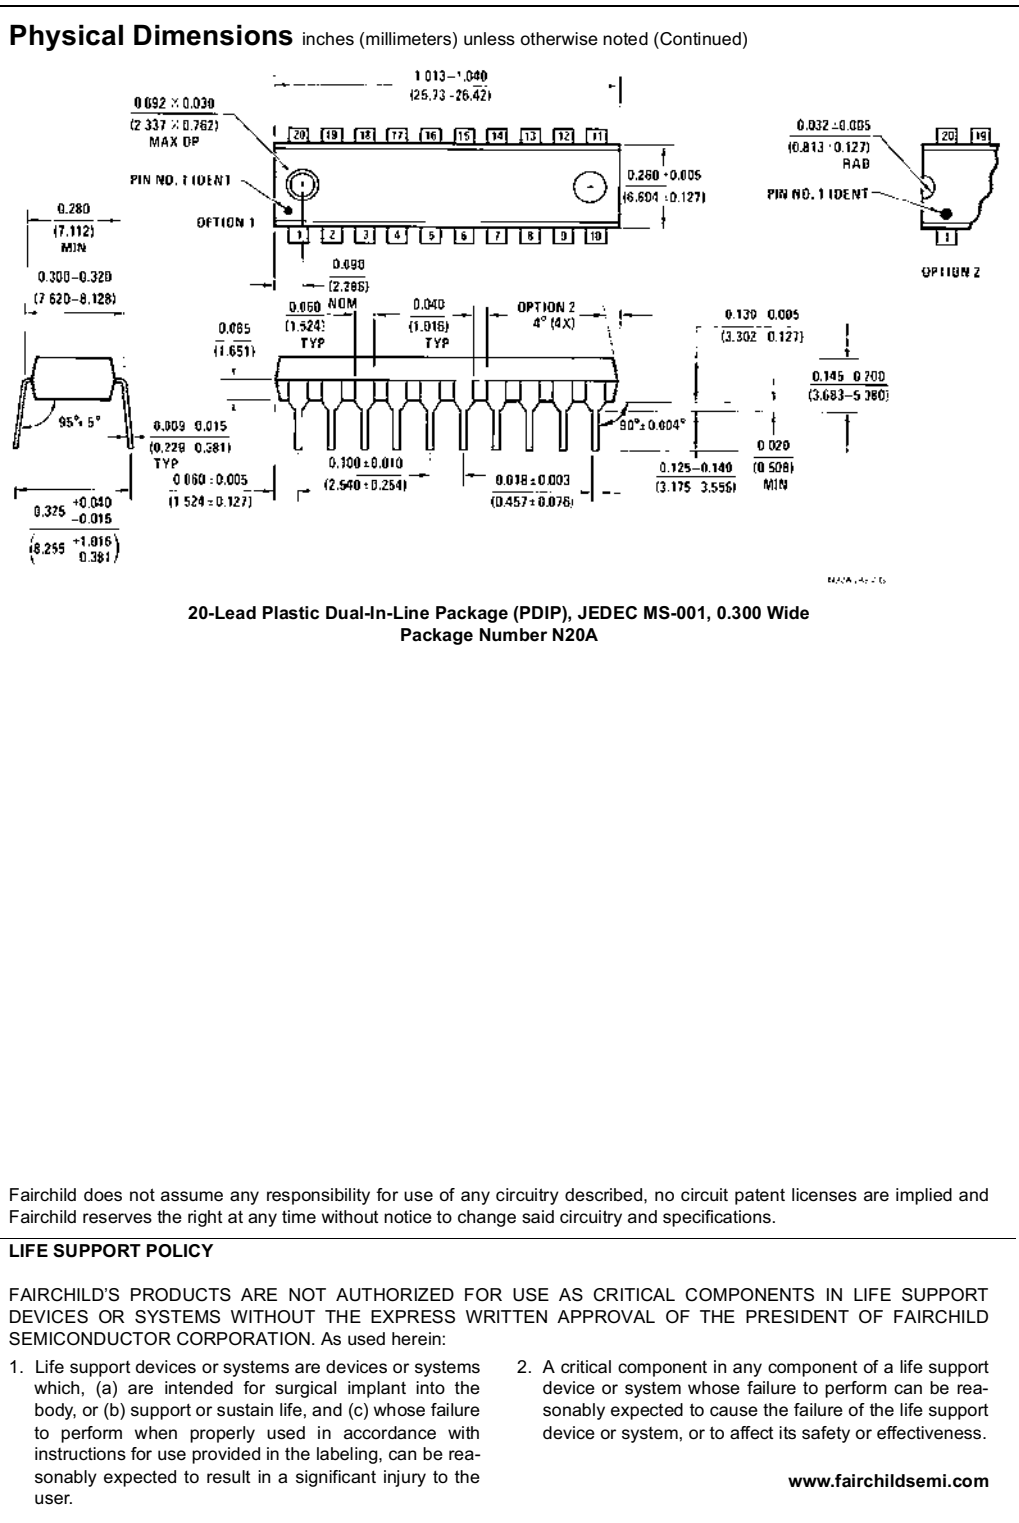 Physical Dimensions inches (millimeters) unless otherwise noted (Continued)
1.013–1.040
(25.73-26.42)
0.092 × 0.030
(2.337 × 0.762)
MAX DP
20 19 18 17 16 15 14 13 12 11
PIN NO. 1 IDENT
OPTION 1
1 2 3 4 5 6 7 8 9 10
0.260 ±0.005
(6.604 ±0.127)
0.032 ±0.005
(0.813 ±0.127)
RAD
20 19
PIN NO. 1 IDENT
1
OPTION 2
0.280
(7.112)
MIN
0.300–0.320
(7.620–8.128)
0.090
(2.286)
NOM
0.060
(1.524)
TYP
0.040
(1.016)
TYP
OPTION 2
4° (4X)
0.065
(1.651)
0.130 0.005
(3.302 0.127)
0.145 0.200
(3.683–5.080)
95°± 5°
0.009 0.015
(0.229 0.381)
TYP
90°±0.004°
0.100±0.010
(2.540±0.254)
0.018±0.003
(0.457±0.076)
0.125–0.140
(3.175 3.556)
0.020
(0.508)
MIN
0.060 ±0.005
(1.524 ±0.127)
0.325 +0.040
–0.015
(8.255 +1.016
0.381)
20-Lead Plastic Dual-In-Line Package (PDIP), JEDEC MS-001, 0.300 Wide
Package Number N20A
Fairchild does not assume any responsibility for use of any circuitry described, no circuit patent licenses are implied and
Fairchild reserves the right at any time without notice to change said circuitry and specifications.
LIFE SUPPORT POLICY
FAIRCHILD'S PRODUCTS ARE NOT AUTHORIZED FOR USE AS CRITICAL COMPONENTS IN LIFE SUPPORT
DEVICES OR SYSTEMS WITHOUT THE EXPRESS WRITTEN APPROVAL OF THE PRESIDENT OF FAIRCHILD
SEMICONDUCTOR CORPORATION. As used herein:
1. Life support devices or systems are devices or systems
which, (a) are intended for surgical implant into the
body, or (b) support or sustain life, and (c) whose failure
to perform when properly used in accordance with
instructions for use provided in the labeling, can be rea-
sonably expected to result in a significant injury to the
user.
2. A critical component in any component of a life support
device or system whose failure to perform can be rea-
sonably expected to cause the failure of the life support
device or system, or to affect its safety or effectiveness.
www.fairchildsemi.com